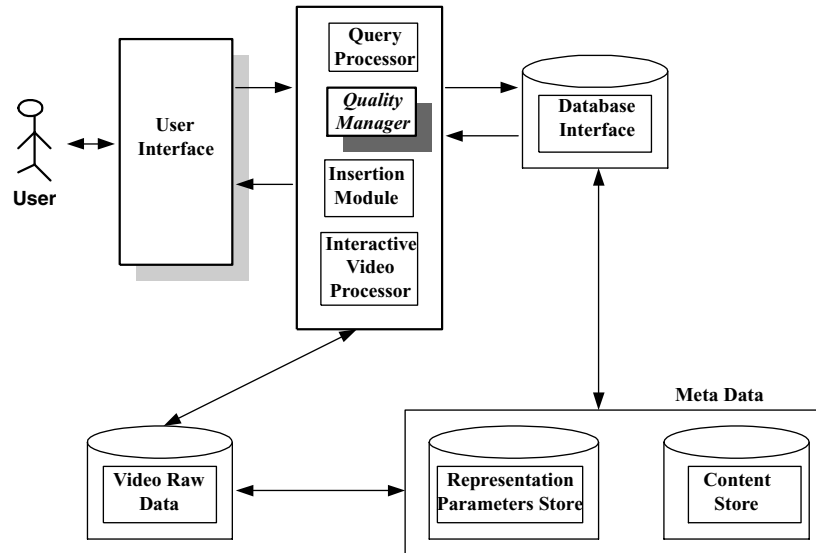 Query
Processor
Quality
Manager
Insertion
Module
Interactive
Video
Processor
User
Interface
User
Database
Interface
Meta Data
Video Raw
Data
Representation
Parameters Store
Content
Store